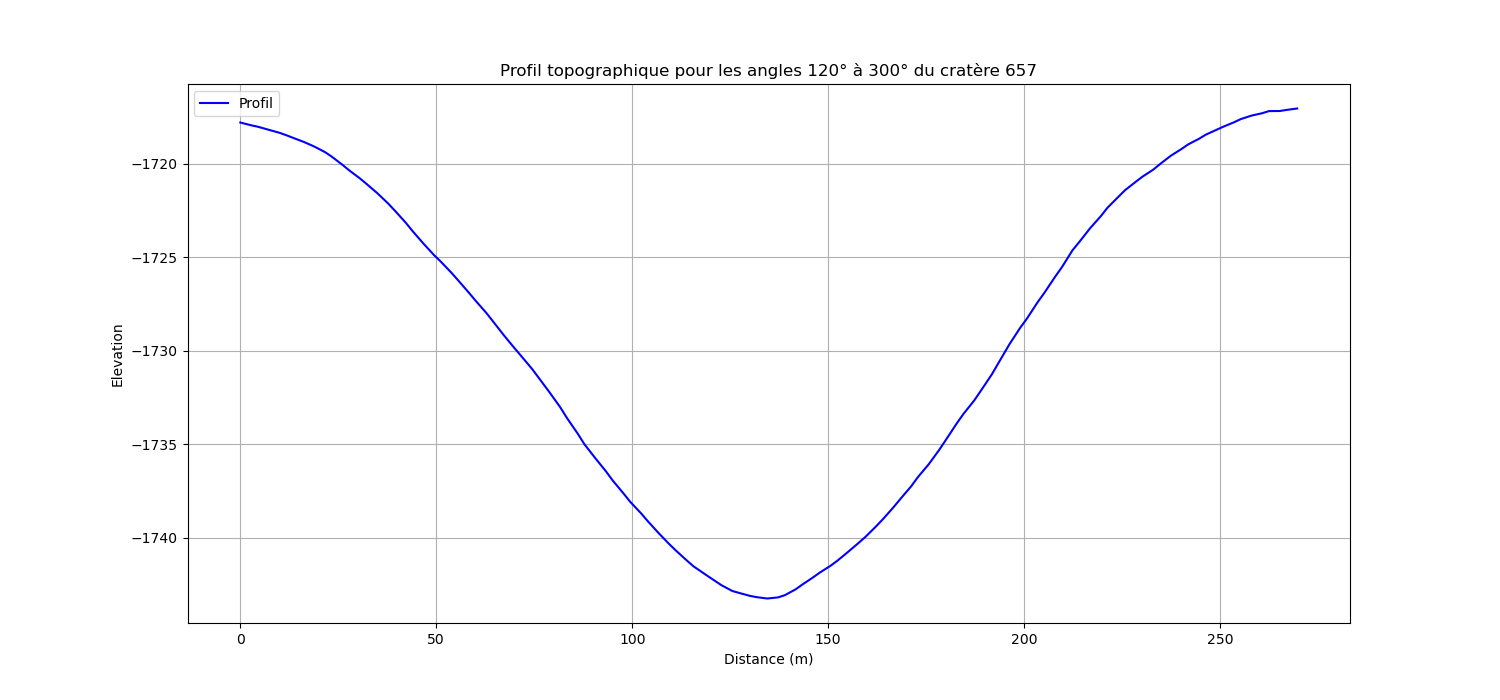 Profil topographique pour les angles 120° à 300° du cratère 657
Profil
−1720
−1725
−1730
−1735
−1740
Elevation
0 50 100 150 200 250
Distance (m)